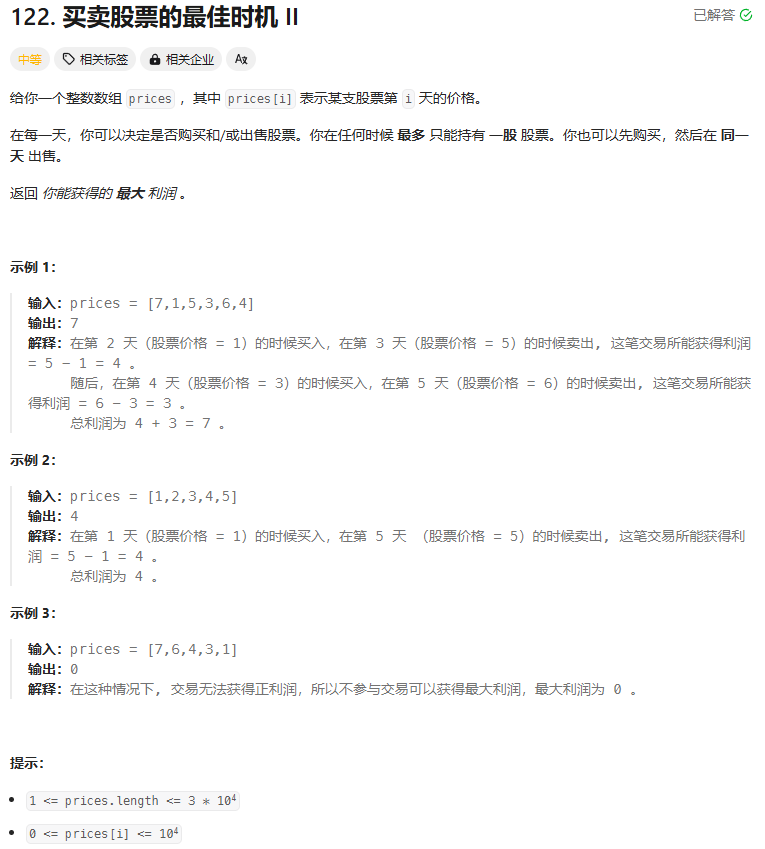 122. 买卖股票的最佳时机 II
已解答
中等 相关标签 相关企业 Ax
给你一个整数数组 prices ，其中 prices[i] 表示某支股票第 i 天的价格。
在每一天，你可以决定是否购买和/或出售股票。你在任何时候 最多 只能持有 一股 股票。你也可以先购买，然后在 同一
天 出售。
返回 你能获得的 最大 利润 。
示例 1：
输入：prices = [7,1,5,3,6,4]
输出：7
解释：在第 2 天（股票价格 = 1）的时候买入，在第 3 天（股票价格 = 5）的时候卖出, 这笔交易所能获得利润
= 5 - 1 = 4 。
随后，在第 4 天（股票价格 = 3）的时候买入，在第 5 天（股票价格 = 6）的时候卖出, 这笔交易所能获
得利润 = 6 - 3 = 3 。
总利润为 4 + 3 = 7 。
示例 2：
输入：prices = [1,2,3,4,5]
输出：4
解释：在第 1 天（股票价格 = 1）的时候买入，在第 5 天 （股票价格 = 5）的时候卖出, 这笔交易所能获得利
润 = 5 - 1 = 4 。
总利润为 4 。
示例 3：
输入：prices = [7,6,4,3,1]
输出：0
解释：在这种情况下, 交易无法获得正利润，所以不参与交易可以获得最大利润，最大利润为 0 。
提示：
1 <= prices.length <= 3 * 10⁴
0 <= prices[i] <= 10⁴